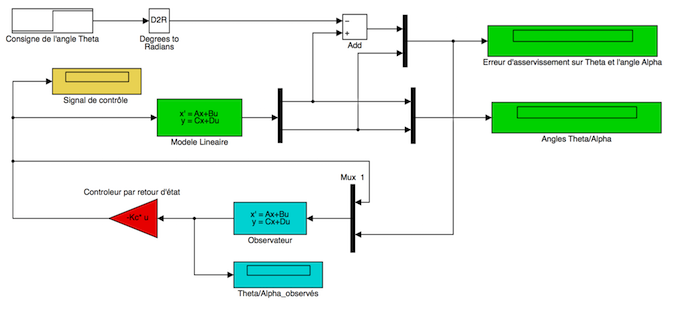 D2R
−
+
Consigne de l'angle Theta
Degrees to
Radians
Add
Erreur d'asservissement sur Theta et l'angle Alpha
Signal de contrôle
x' = Ax+Bu
y = Cx+Du
Modele Lineaire
Angles Theta/Alpha
Mux 1
Controleur par retour d'état
x' = Ax+Bu
y = Cx+Du
Observateur
Theta/Alpha_observés